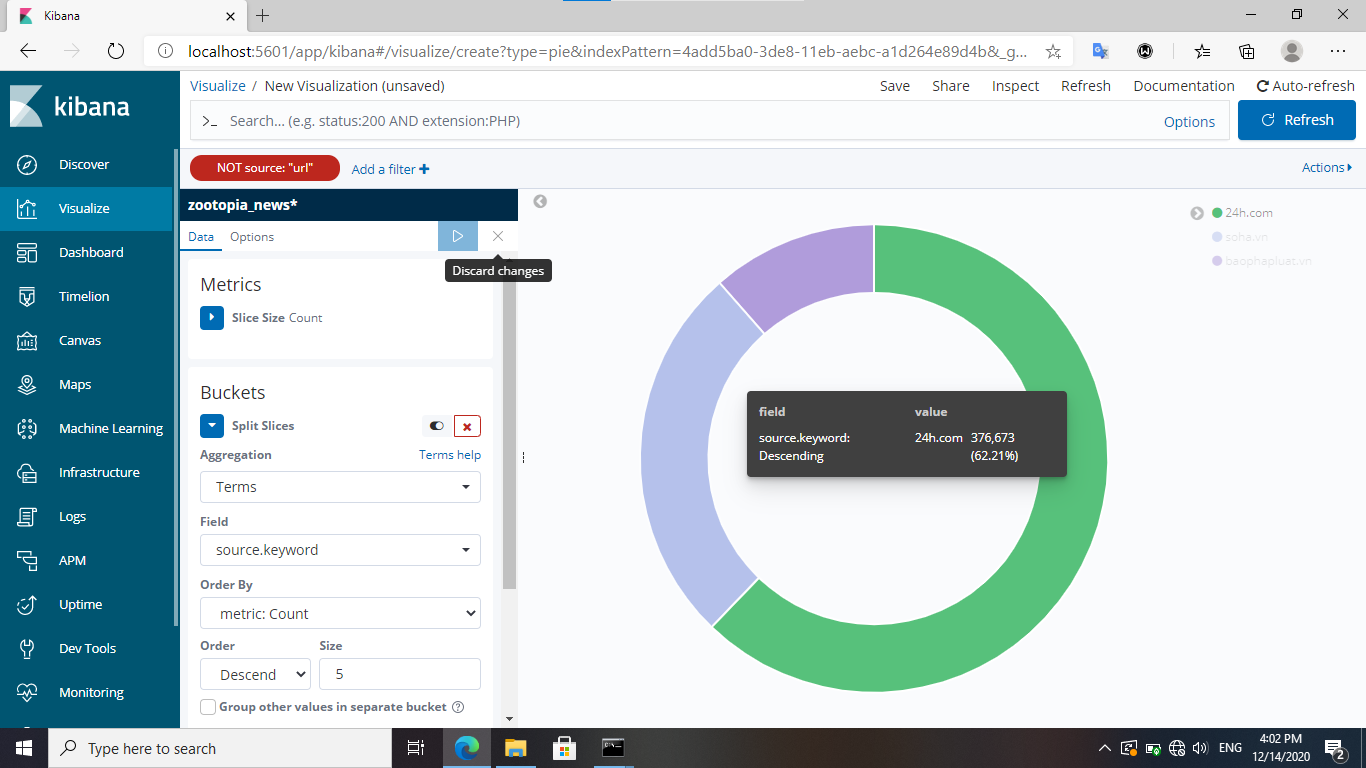 Kibana
localhost:5601/app/kibana#/visualize/create?type=pie&indexPattern=4add5ba0-3de8-11eb-aebc-a1d264e89d4b&_g...
kibana
Discover
Visualize
Dashboard
Timelion
Canvas
Maps
Machine Learning
Infrastructure
Logs
APM
Uptime
Dev Tools
Monitoring
Visualize / New Visualization (unsaved)
Save Share Inspect Refresh Documentation Auto-refresh
>_ Search... (e.g. status:200 AND extension:PHP) Options Refresh
NOT source: "url" Add a filter + Actions
zootopia_news*
Data Options
Discard changes
Metrics
Slice Size Count
Buckets
Split Slices
Aggregation Terms help
Terms
Field
source.keyword
Order By
metric: Count
Order Size
Descend 5
Group other values in separate bucket
field value
source.keyword: 24h.com 376,673
Descending (62.21%)
24h.com
soha.vn
baophapluat.vn
Type here to search
ENG
4:02 PM
12/14/2020
2